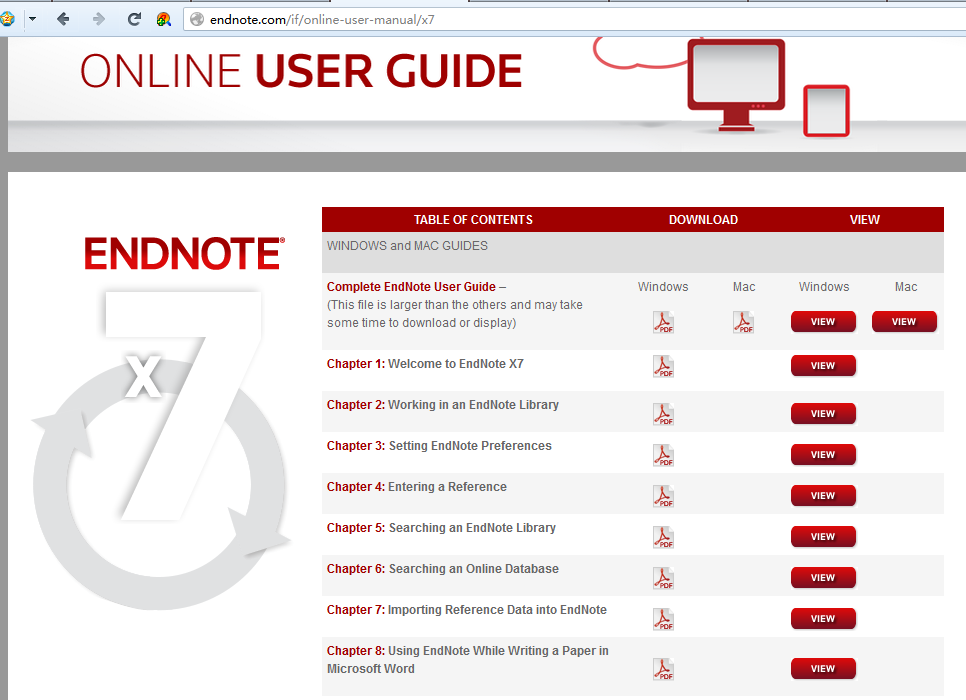 endnote.com/if/online-user-manual/x7
ONLINE USER GUIDE
ENDNOTE®
X7
TABLE OF CONTENTS DOWNLOAD VIEW
WINDOWS and MAC GUIDES
Complete EndNote User Guide – Windows Mac Windows Mac
(This file is larger than the others and may take
some time to download or display) PDF PDF VIEW VIEW
Chapter 1: Welcome to EndNote X7 PDF VIEW
Chapter 2: Working in an EndNote Library PDF VIEW
Chapter 3: Setting EndNote Preferences PDF VIEW
Chapter 4: Entering a Reference PDF VIEW
Chapter 5: Searching an EndNote Library PDF VIEW
Chapter 6: Searching an Online Database PDF VIEW
Chapter 7: Importing Reference Data into EndNote PDF VIEW
Chapter 8: Using EndNote While Writing a Paper in
Microsoft Word PDF VIEW